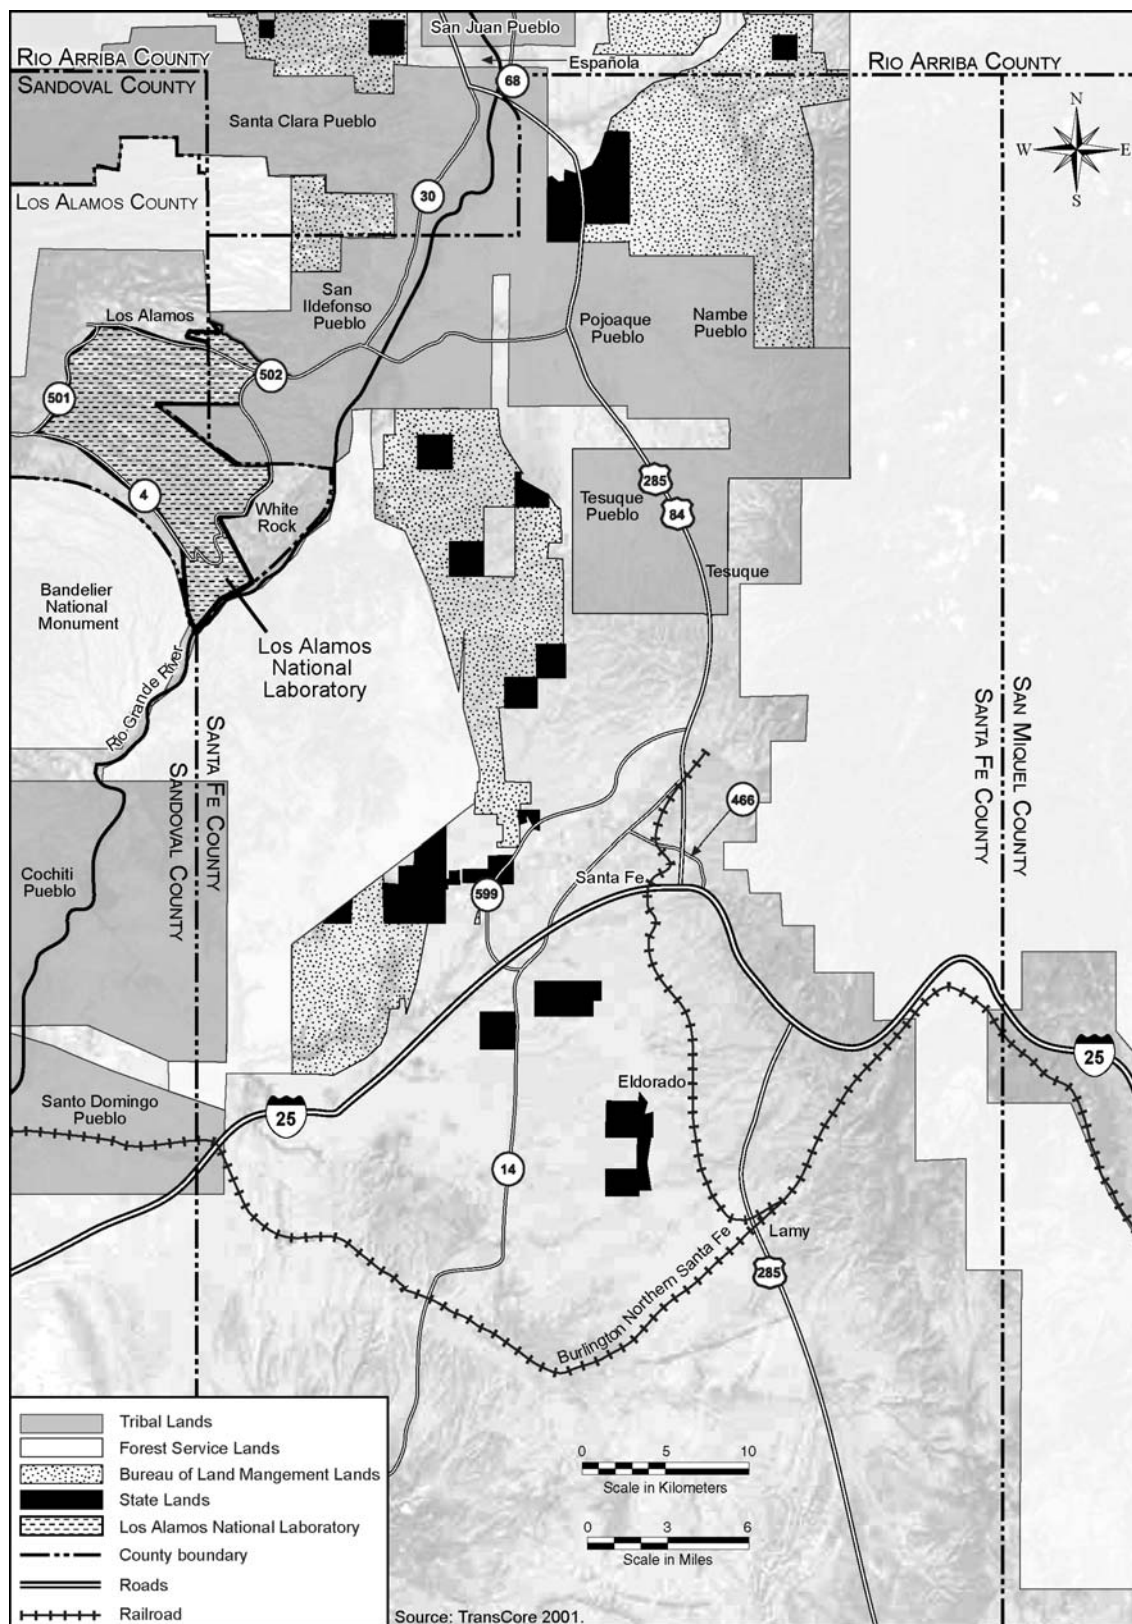 San Juan Pueblo
RIO ARRIBA COUNTY
Española
RIO ARRIBA COUNTY
68
SANDOVAL COUNTY
N
Santa Clara Pueblo
W
E
S
30
LOS ALAMOS COUNTY
San
Ildefonso
Pueblo
Los Alamos
Pojoaque
Pueblo
Nambe
Pueblo
502
501
285
4
White
Rock
Tesuque
Pueblo
84
Tesuque
Bandelier
National
Monument
Los Alamos
National
Laboratory
Rio Grande River
SANTA FE COUNTY
SANDOVAL COUNTY
SAN MIQUEL COUNTY
SANTA FE COUNTY
466
Cochiti
Pueblo
Santa Fe
599
25
Eldorado
Santo Domingo
Pueblo
25
14
Lamy
Burlington Northern Santa Fe
285
Tribal Lands
Forest Service Lands
Bureau of Land Mangement Lands
State Lands
Los Alamos National Laboratory
County boundary
Roads
Railroad
0 5 10
Scale in Kilometers
0 3 6
Scale in Miles
Source: TransCore 2001.